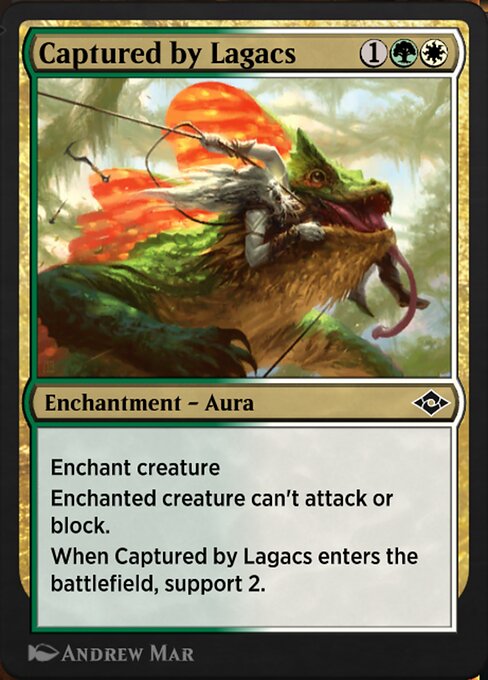 Captured by Lagacs 1
Enchantment – Aura
Enchant creature
Enchanted creature can't attack or
block.
When Captured by Lagacs enters the
battlefield, support 2.
Andrew Mar